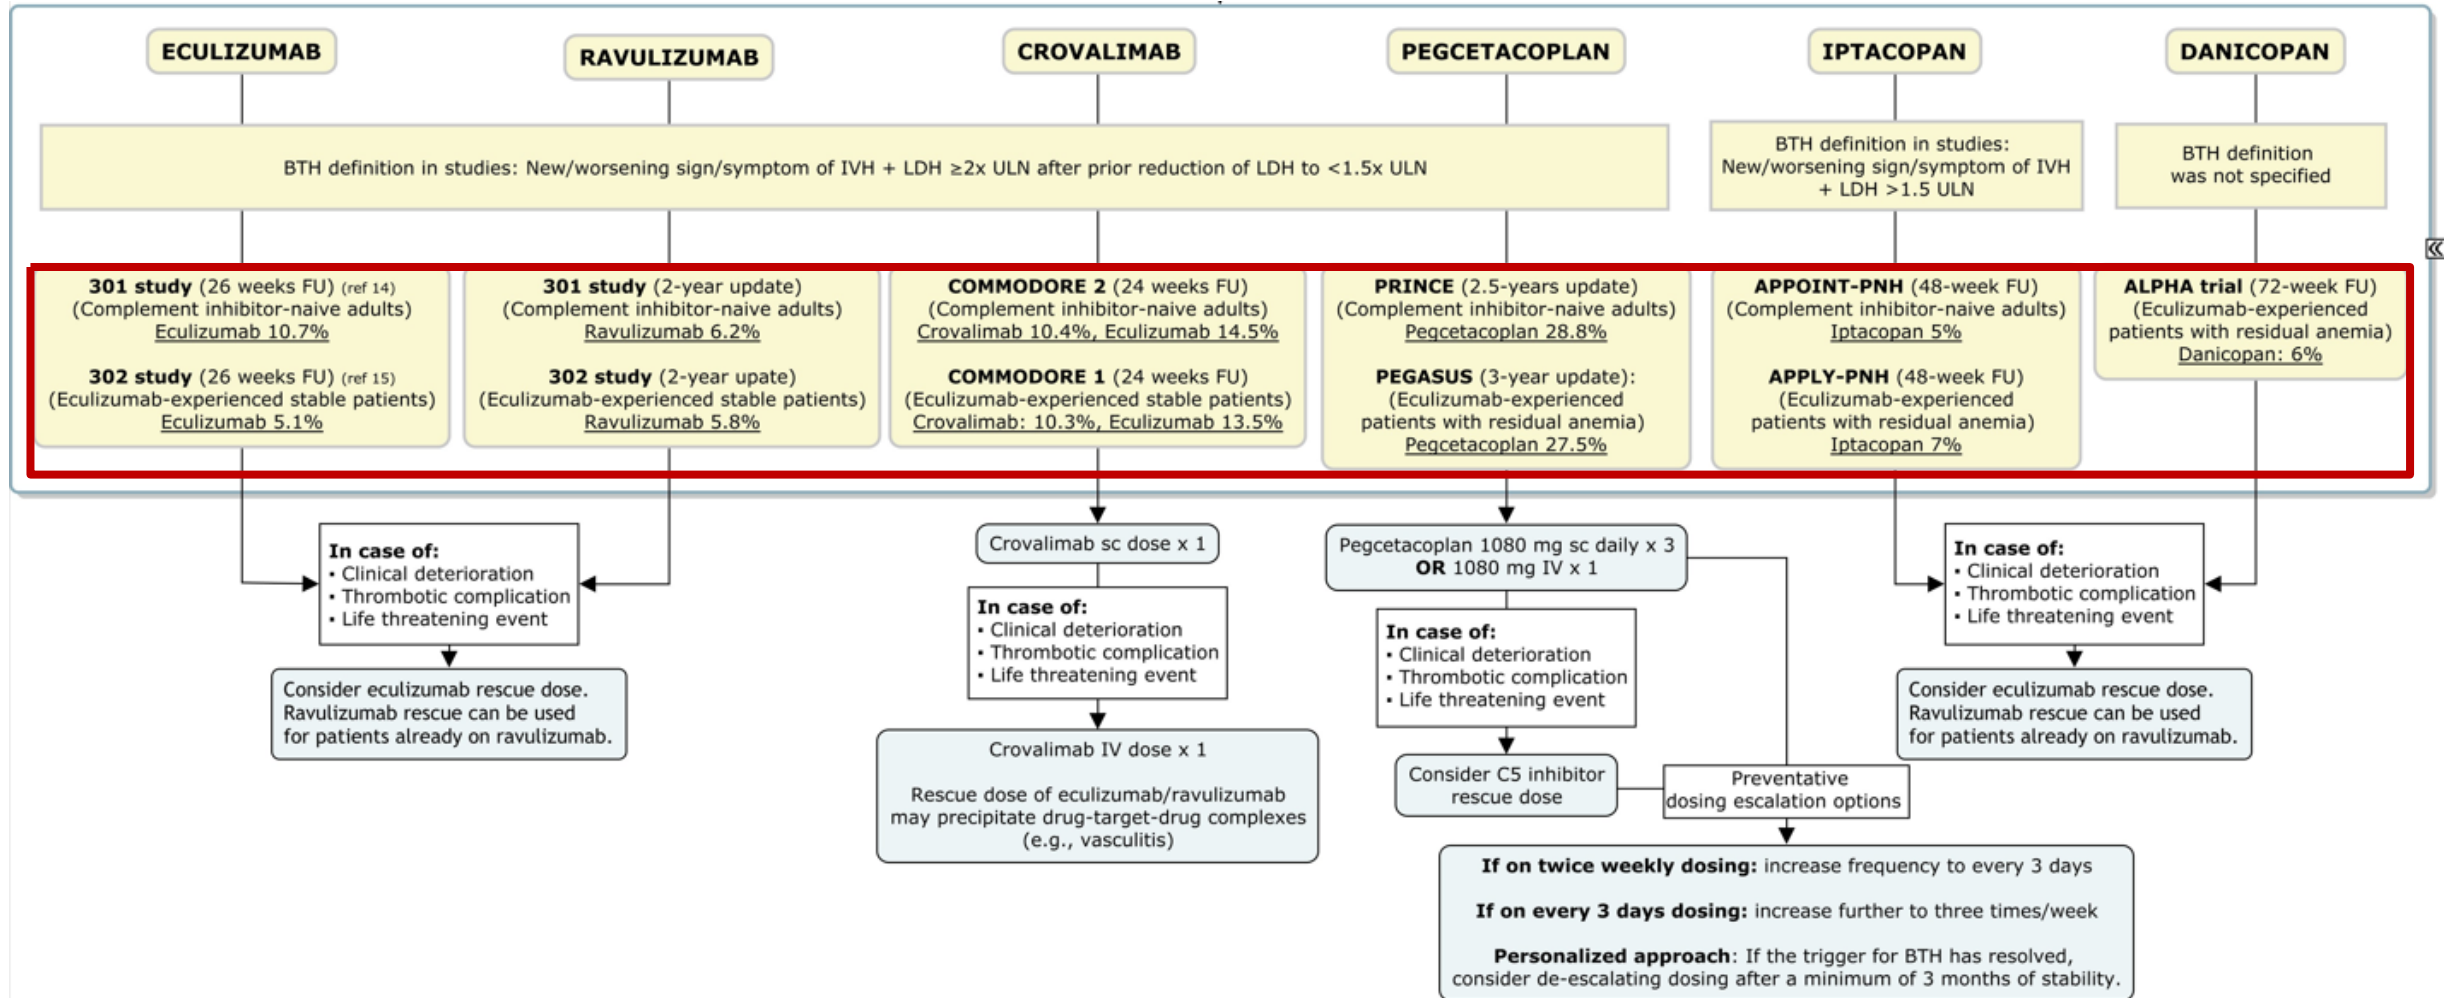 ECULIZUMAB
RAVULIZUMAB
CROVALIMAB
PEGCETACOPLAN
IPTACOPAN
DANICOPAN
BTH definition in studies: New/worsening sign/symptom of IVH + LDH ≥2x ULN after prior reduction of LDH to <1.5x ULN
BTH definition in studies:
New/worsening sign/symptom of IVH
+ LDH >1.5 ULN
BTH definition
was not specified
301 study (26 weeks FU) (ref 14)
(Complement inhibitor-naive adults)
Eculizumab 10.7%
302 study (26 weeks FU) (ref 15)
(Eculizumab-experienced stable patients)
Eculizumab 5.1%
301 study (2-year update)
(Complement inhibitor-naive adults)
Ravulizumab 6.2%
302 study (2-year upate)
(Eculizumab-experienced stable patients)
Ravulizumab 5.8%
COMMODORE 2 (24 weeks FU)
(Complement inhibitor-naive adults)
Crovalimab 10.4%, Eculizumab 14.5%
COMMODORE 1 (24 weeks FU)
(Eculizumab-experienced stable patients)
Crovalimab: 10.3%, Eculizumab 13.5%
PRINCE (2.5-years update)
(Complement inhibitor-naive adults)
Pegcetacoplan 28.8%
PEGASUS (3-year update):
(Eculizumab-experienced
patients with residual anemia)
Pegcetacoplan 27.5%
APPOINT-PNH (48-week FU)
(Complement inhibitor-naive adults)
Iptacopan 5%
APPLY-PNH (48-week FU)
(Eculizumab-experienced
patients with residual anemia)
Iptacopan 7%
ALPHA trial (72-week FU)
(Eculizumab-experienced
patients with residual anemia)
Danicopan: 6%
In case of:
▪ Clinical deterioration
▪ Thrombotic complication
▪ Life threatening event
Consider eculizumab rescue dose.
Ravulizumab rescue can be used
for patients already on ravulizumab.
Crovalimab sc dose x 1
In case of:
▪ Clinical deterioration
▪ Thrombotic complication
▪ Life threatening event
Crovalimab IV dose x 1
Rescue dose of eculizumab/ravulizumab
may precipitate drug-target-drug complexes
(e.g., vasculitis)
Pegcetacoplan 1080 mg sc daily x 3
OR 1080 mg IV x 1
In case of:
▪ Clinical deterioration
▪ Thrombotic complication
▪ Life threatening event
Consider C5 inhibitor
rescue dose
Preventative
dosing escalation options
If on twice weekly dosing: increase frequency to every 3 days
If on every 3 days dosing: increase further to three times/week
Personalized approach: If the trigger for BTH has resolved,
consider de-escalating dosing after a minimum of 3 months of stability.
In case of:
▪ Clinical deterioration
▪ Thrombotic complication
▪ Life threatening event
Consider eculizumab rescue dose.
Ravulizumab rescue can be used
for patients already on ravulizumab.